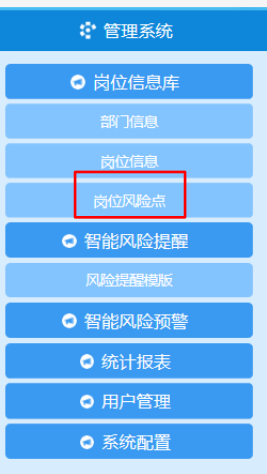 管理系统
岗位信息库
部门信息
岗位信息
岗位风险点
智能风险提醒
风险提醒模版
智能风险预警
统计报表
用户管理
系统配置